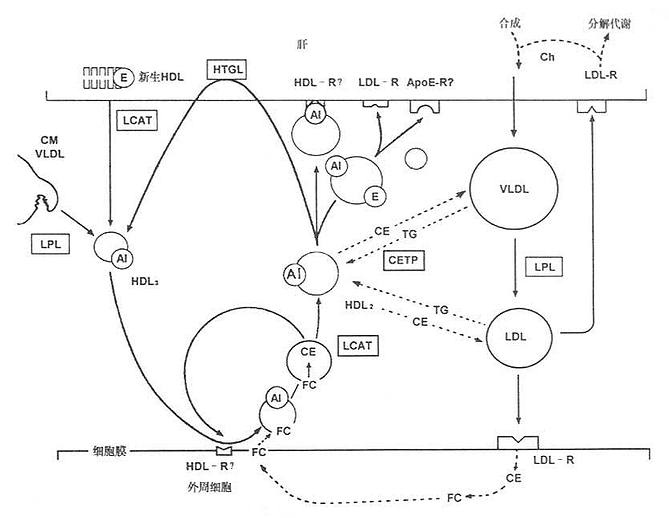 肝
合成
分解代谢
Ch
LDL-R
E
新生HDL
HTGL
HDL-R?
LDL-R
ApoE-R?
LCAT
AI
CM
VLDL
AI
E
VLDL
LPL
AI
HDL₃
CE
TG
CETP
AI
LPL
HDL₂
TG
CE
LDL
CE
FC
LCAT
AI
FC
细胞膜
HDL-R?
FC
LDL-R
外周细胞
CE
FC